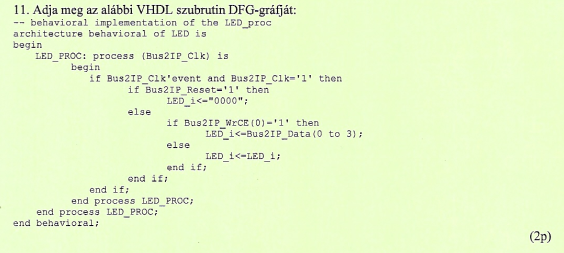 11. Adja meg az alábbi VHDL szubrutin DFG-gráfját:
-- behavioral implementation of the LED_proc
architecture behavioral of LED is
begin
LED_PROC: process (Bus2IP_Clk) is
begin
if Bus2IP_Clk'event and Bus2IP_Clk='1' then
if Bus2IP_Reset='1' then
LED_i<="0000";
else
if Bus2IP_WrCE(0)='1' then
LED_i<=Bus2IP_Data(0 to 3);
else
LED_i<=LED_i;
end if;
end if;
end if;
end process LED_PROC;
end process LED_PROC;
end behavioral;
(2p)